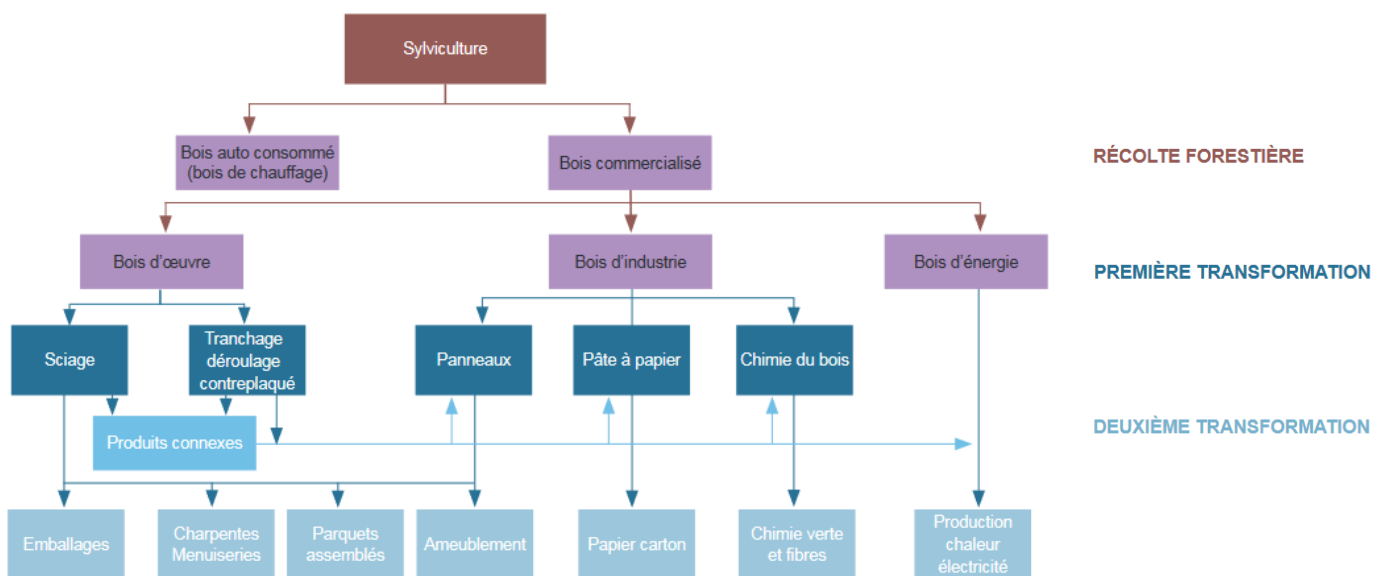 Sylviculture
Bois auto consommé
(bois de chauffage)
Bois commercialisé
RÉCOLTE FORESTIÈRE
Bois d'œuvre
Bois d'industrie
Bois d'énergie
PREMIÈRE TRANSFORMATION
Sciage
Tranchage
déroulage
contreplaqué
Panneaux
Pâte à papier
Chimie du bois
Produits connexes
DEUXIÈME TRANSFORMATION
Emballages
Charpentes
Menuiseries
Parquets
assemblés
Ameublement
Papier carton
Chimie verte
et fibres
Production
chaleur
électricité